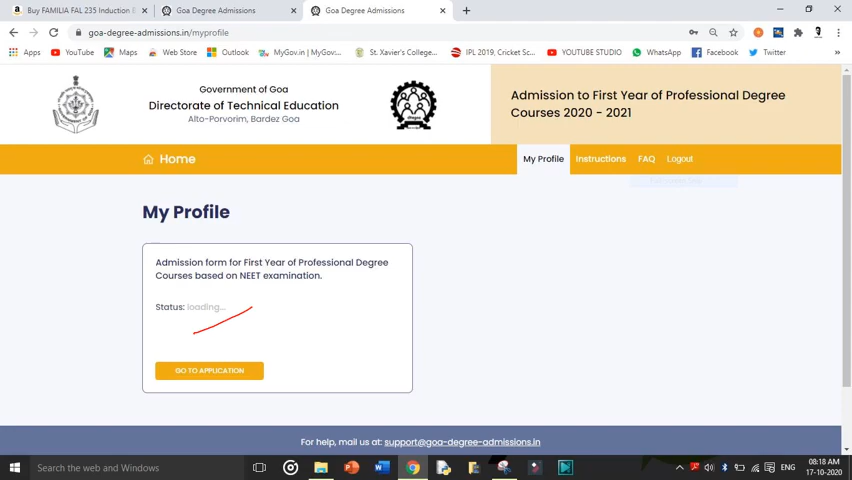 Buy FAMILIA FAL 235 Induction
Goa Degree Admissions
Goa Degree Admissions
goa-degree-admissions.in/myprofile
Apps
YouTube
Maps
Web Store
Outlook
MyGov.in | MyGov:
St. Xavier's College...
IPL 2019, Cricket Sc...
YOUTUBE STUDIO
WhatsApp
Facebook
Twitter
Government of Goa
Directorate of Technical Education
Alto-Porvorim, Bardez Goa
Admission to First Year of Professional Degree
Courses 2020 - 2021
Home
My Profile
Instructions
FAQ
Logout
My Profile
Admission form for First Year of Professional Degree
Courses based on NEET examination.
Status: loading...
GO TO APPLICATION
For help, mail us at: support@goa-degree-admissions.in
Search the web and Windows
ENG
08:18 AM
17-10-2020